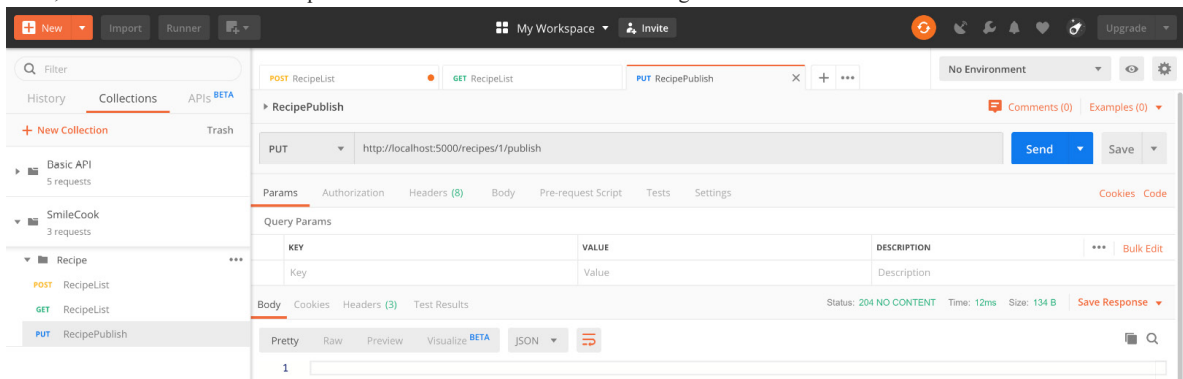 New Import Runner My Workspace Invite Upgrade
Filter
History Collections APIs BETA
+ New Collection Trash
Basic API
5 requests
SmileCook
3 requests
Recipe
POST RecipeList
GET RecipeList
PUT RecipePublish
POST RecipeList GET RecipeList PUT RecipePublish No Environment
RecipePublish Comments (0) Examples (0)
PUT http://localhost:5000/recipes/1/publish Send Save
Params Authorization Headers (8) Body Pre-request Script Tests Settings Cookies Code
Query Params
KEY VALUE DESCRIPTION Bulk Edit
Key Value Description
Body Cookies Headers (3) Test Results Status: 204 NO CONTENT Time: 12ms Size: 134 B Save Response
Pretty Raw Preview Visualize BETA JSON
1